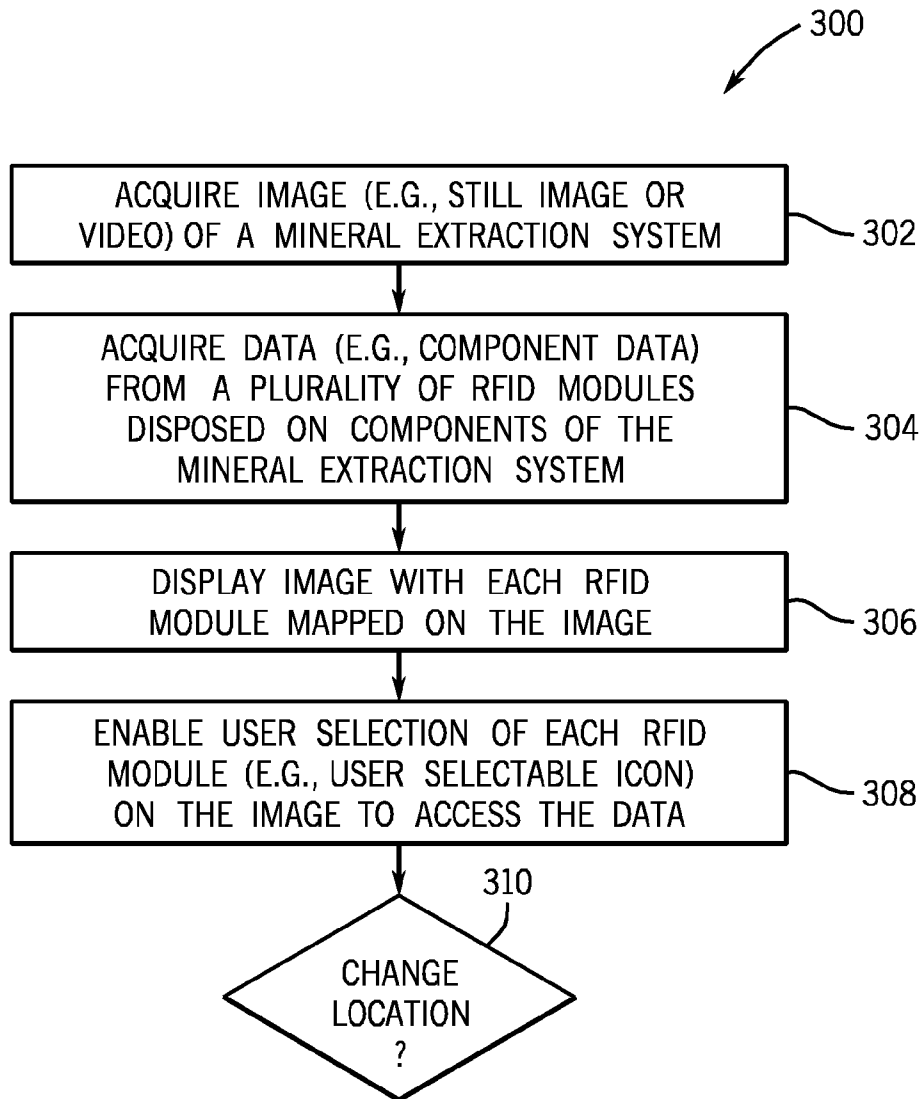 300
ACQUIRE IMAGE (E.G., STILL IMAGE OR
VIDEO) OF A MINERAL EXTRACTION SYSTEM
302
ACQUIRE DATA (E.G., COMPONENT DATA)
FROM A PLURALITY OF RFID MODULES
DISPOSED ON COMPONENTS OF THE
MINERAL EXTRACTION SYSTEM
304
DISPLAY IMAGE WITH EACH RFID
MODULE MAPPED ON THE IMAGE
306
ENABLE USER SELECTION OF EACH RFID
MODULE (E.G., USER SELECTABLE ICON)
ON THE IMAGE TO ACCESS THE DATA
308
310
CHANGE
LOCATION
?